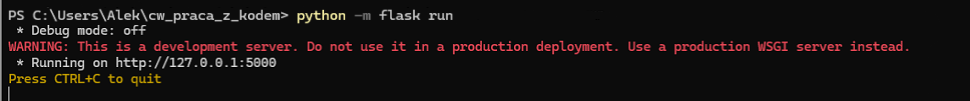 PS C:\Users\Alek\cw_praca_z_kodem> python -m flask run
 * Debug mode: off
WARNING: This is a development server. Do not use it in a production deployment. Use a production WSGI server instead.
 * Running on http://127.0.0.1:5000
Press CTRL+C to quit